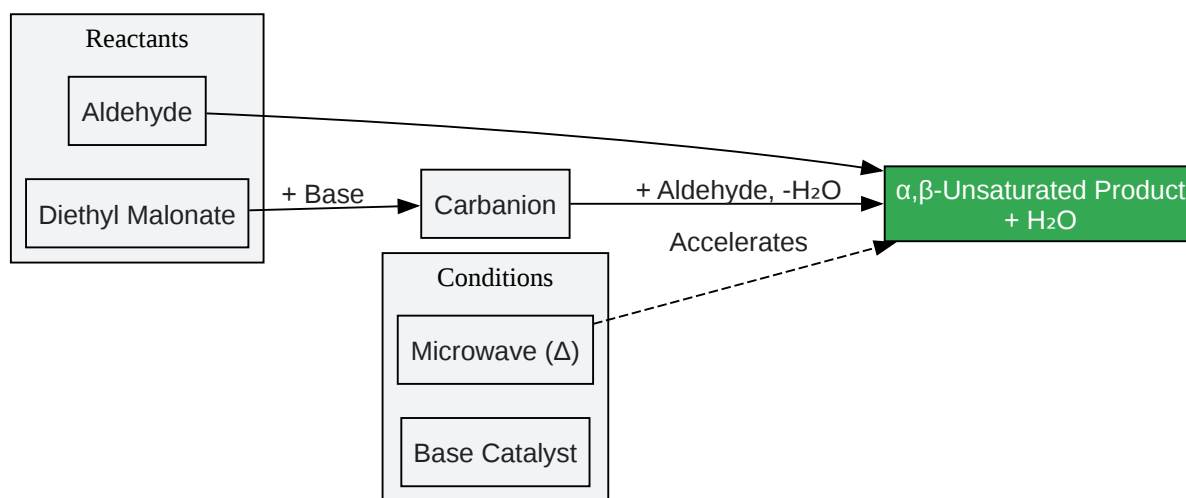 Reactants
Aldehyde
Diethyl Malonate
+ Base
Carbanion
+ Aldehyde, -H₂O
α,β-Unsaturated Product
+ H₂O
Accelerates
Conditions
Microwave (Δ)
Base Catalyst